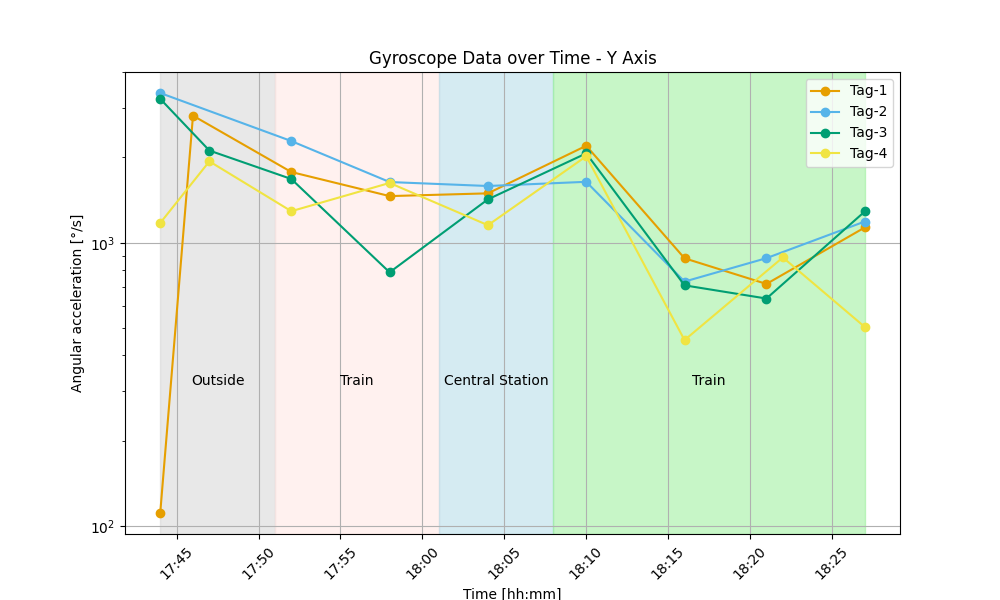 Gyroscope Data over Time - Y Axis
Tag-1
Tag-2
Tag-3
Tag-4
Angular acceleration [°/s]
10³
10²
Outside
Train
Central Station
Train
17:45
17:50
17:55
18:00
18:05
18:10
18:15
18:20
18:25
Time [hh:mm]